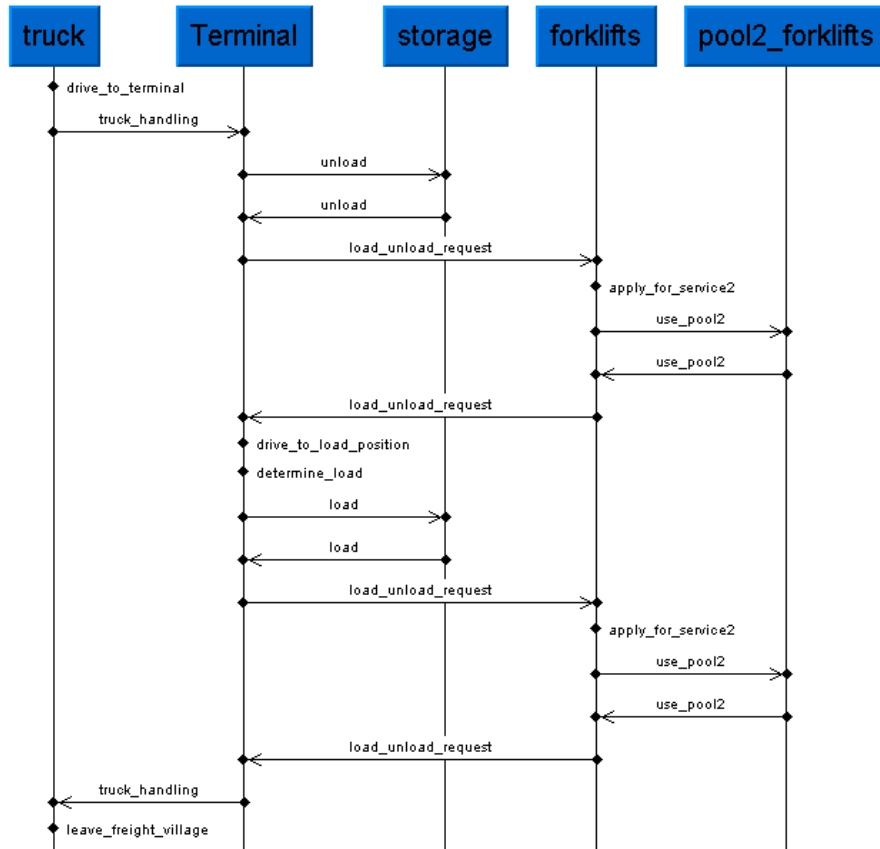 truck Terminal storage forklifts pool2_forklifts
drive_to_terminal
truck_handling
unload
unload
load_unload_request
apply_for_service2
use_pool2
use_pool2
load_unload_request
drive_to_load_position
determine_load
load
load
load_unload_request
apply_for_service2
use_pool2
use_pool2
load_unload_request
truck_handling
leave_freight_village